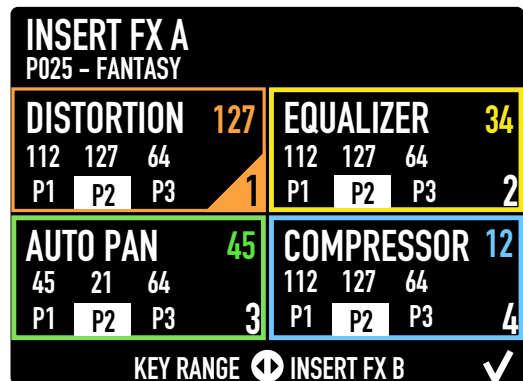 INSERT FX A
P025 – FANTASY
DISTORTION 127
112 127 64
P1 P2 P3 1
EQUALIZER 34
112 127 64
P1 P2 P3 2
AUTO PAN 45
45 21 64
P1 P2 P3 3
COMPRESSOR 12
112 127 64
P1 P2 P3 4
KEY RANGE INSERT FX B